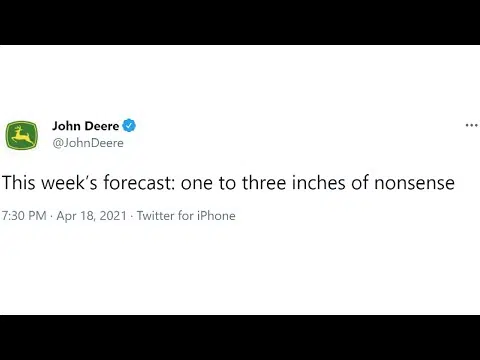 John Deere
@JohnDeere
This week’s forecast: one to three inches of nonsense
7:30 PM · Apr 18, 2021 · Twitter for iPhone